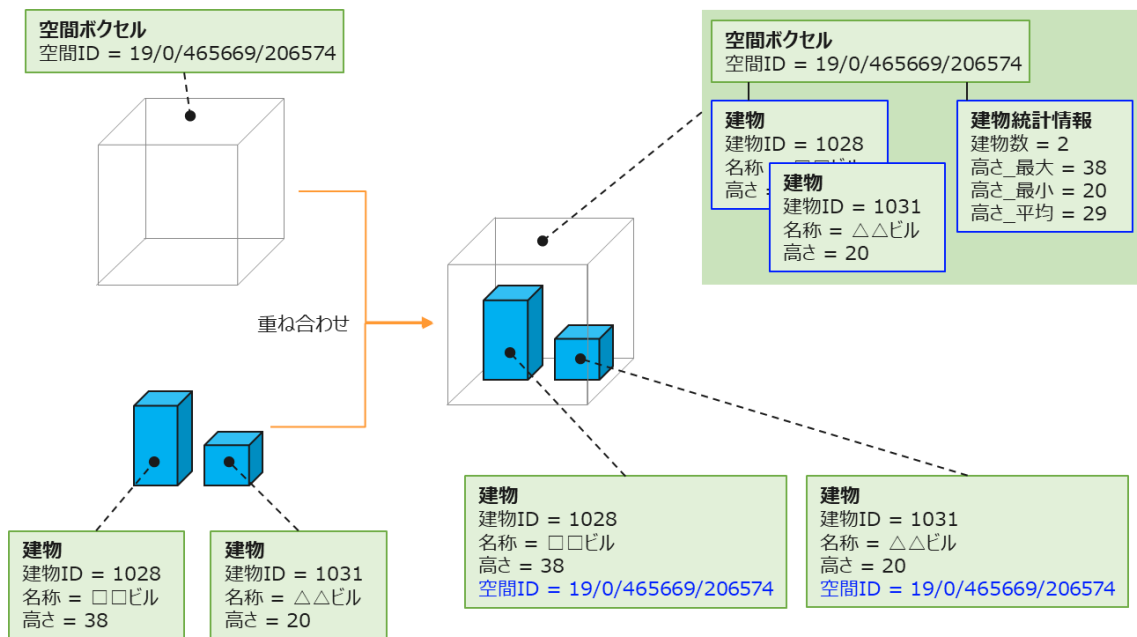 空間ボクセル
空間ID = 19/0/465669/206574
重ね合わせ
建物
建物ID = 1028
名称 = □□ビル
高さ = 38
建物
建物ID = 1031
名称 = △△ビル
高さ = 20
空間ボクセル
空間ID = 19/0/465669/206574
建物
建物ID = 1028
名称 = □□ビル
高さ =
建物
建物ID = 1031
名称 = △△ビル
高さ = 20
建物統計情報
建物数 = 2
高さ_最大 = 38
高さ_最小 = 20
高さ_平均 = 29
建物
建物ID = 1028
名称 = □□ビル
高さ = 38
空間ID = 19/0/465669/206574
建物
建物ID = 1031
名称 = △△ビル
高さ = 20
空間ID = 19/0/465669/206574